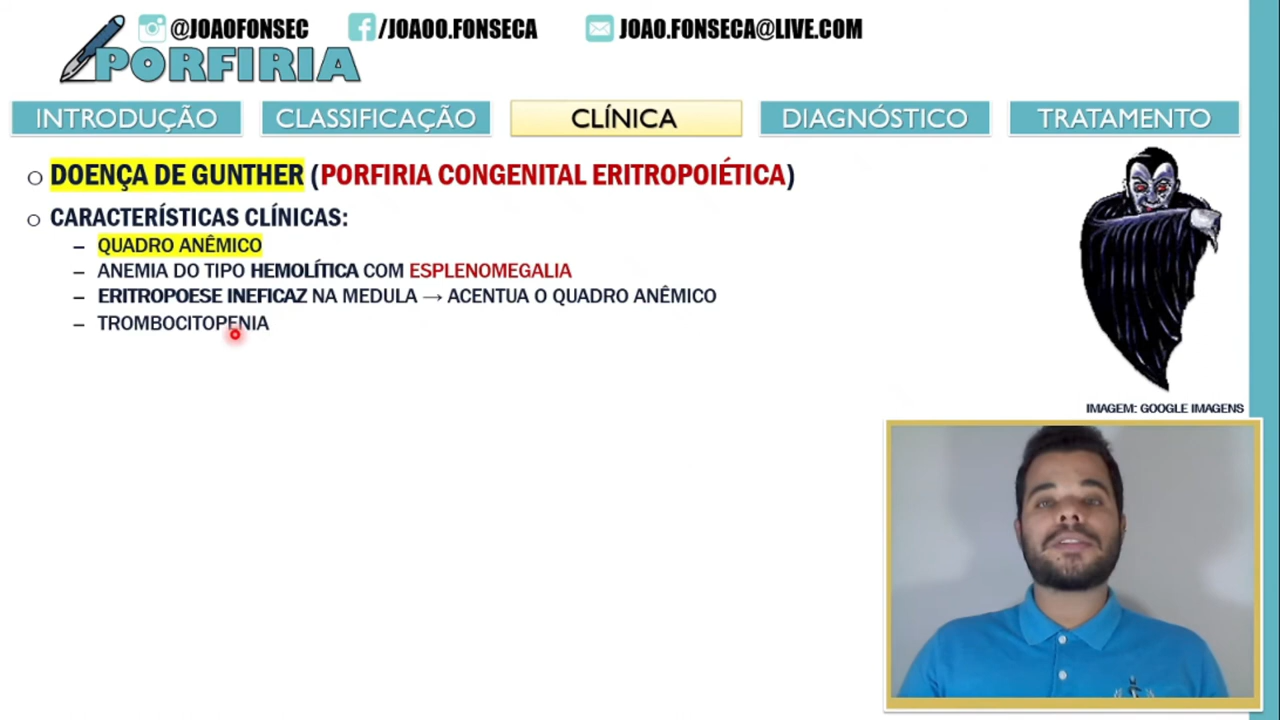 @JOAOFONSEC /JOAOO.FONSECA JOAO.FONSECA@LIVE.COM
PORFIRIA
INTRODUÇÃO CLASSIFICAÇÃO CLÍNICA DIAGNÓSTICO TRATAMENTO
○ DOENÇA DE GUNTHER (PORFIRIA CONGENITAL ERITROPOIÉTICA)
○ CARACTERÍSTICAS CLÍNICAS:
– QUADRO ANÊMICO
– ANEMIA DO TIPO HEMOLÍTICA COM ESPLENOMEGALIA
– ERITROPOESE INEFICAZ NA MEDULA → ACENTUA O QUADRO ANÊMICO
– TROMBOCITOPENIA
IMAGEM: GOOGLE IMAGENS